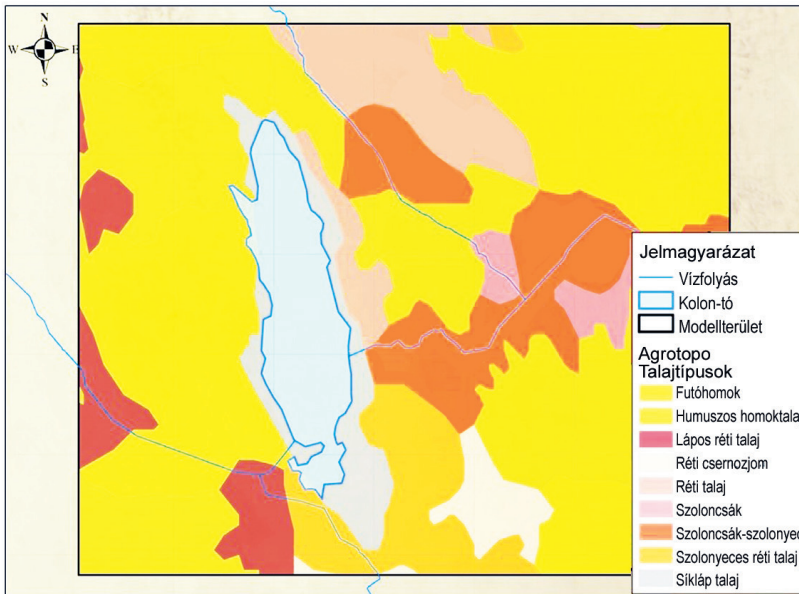 N
W E
S
Jelmagyarázat
Vízfolyás
Kolon-tó
Modellterület
Agrotopo
Talajtípusok
Futóhomok
Humuszos homoktala
Lápos réti talaj
Réti csernozjom
Réti talaj
Szoloncsák
Szoloncsák-szolonyec
Szolonyeces réti talaj
Síkláp talaj